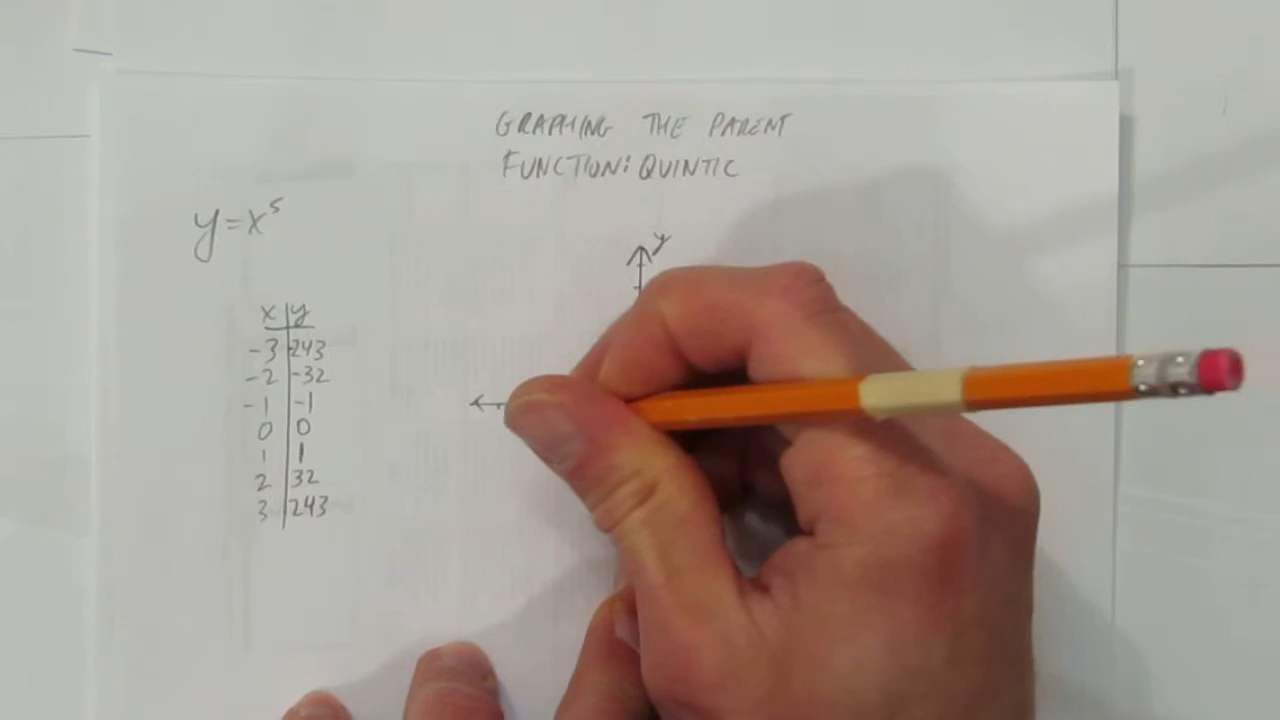 GRAPHING THE PARENT
FUNCTION: QUINTIC
y=x⁵
y
x y
-3 -243
-2 -32
-1 -1
0 0
1 1
2 32
3 243